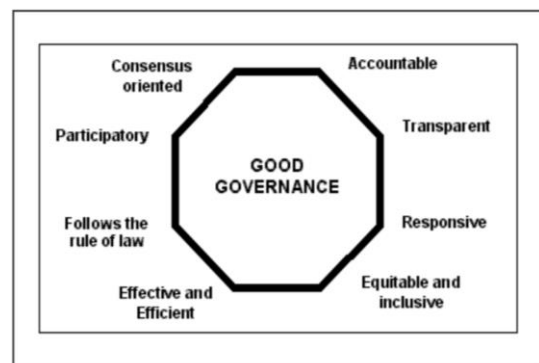 Consensus
oriented
Accountable
Participatory
Transparent
GOOD
GOVERNANCE
Follows the
rule of law
Responsive
Effective and
Efficient
Equitable and
inclusive